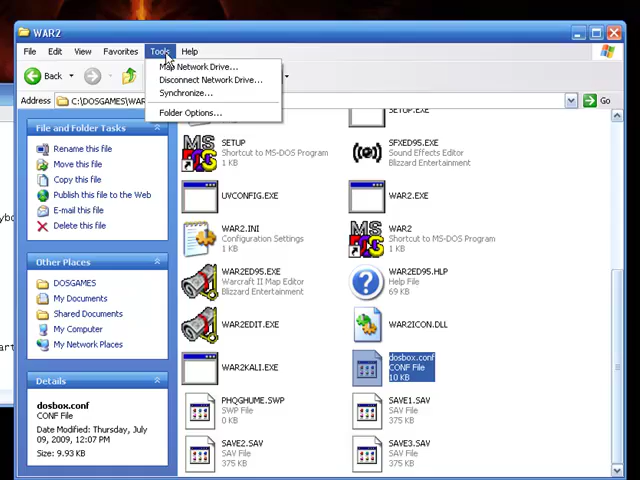 WAR2
File Edit View Favorites Tools Help
Back
Map Network Drive...
Disconnect Network Drive...
Synchronize...
Folder Options...
Address C:\DOSGAMES\WAR
Go
File and Folder Tasks
Rename this file
Move this file
Copy this file
Publish this file to the Web
E-mail this file
Delete this file
Other Places
DOSGAMES
My Documents
Shared Documents
My Computer
My Network Places
Details
dosbox.conf
CONF File
Date Modified: Thursday, July
09, 2009, 12:07 PM
Size: 9.93 KB
SETUP.EXE
SETUP
Shortcut to MS-DOS Program
1 KB
SFXED95.EXE
Sound Effects Editor
Blizzard Entertainment
UVCONFIG.EXE
WAR2.EXE
WAR2.INI
Configuration Settings
1 KB
WAR2
Shortcut to MS-DOS Program
1 KB
WAR2ED95.EXE
Warcraft II Map Editor
Blizzard Entertainment
WAR2ED95.HLP
Help File
69 KB
WAR2EDIT.EXE
WAR2ICON.DLL
WAR2KALI.EXE
dosbox.conf
CONF File
10 KB
PHQGHUME.SWP
SWP File
0 KB
SAVE1.SAV
SAV File
375 KB
SAVE2.SAV
SAV File
375 KB
SAVE3.SAV
SAV File
375 KB